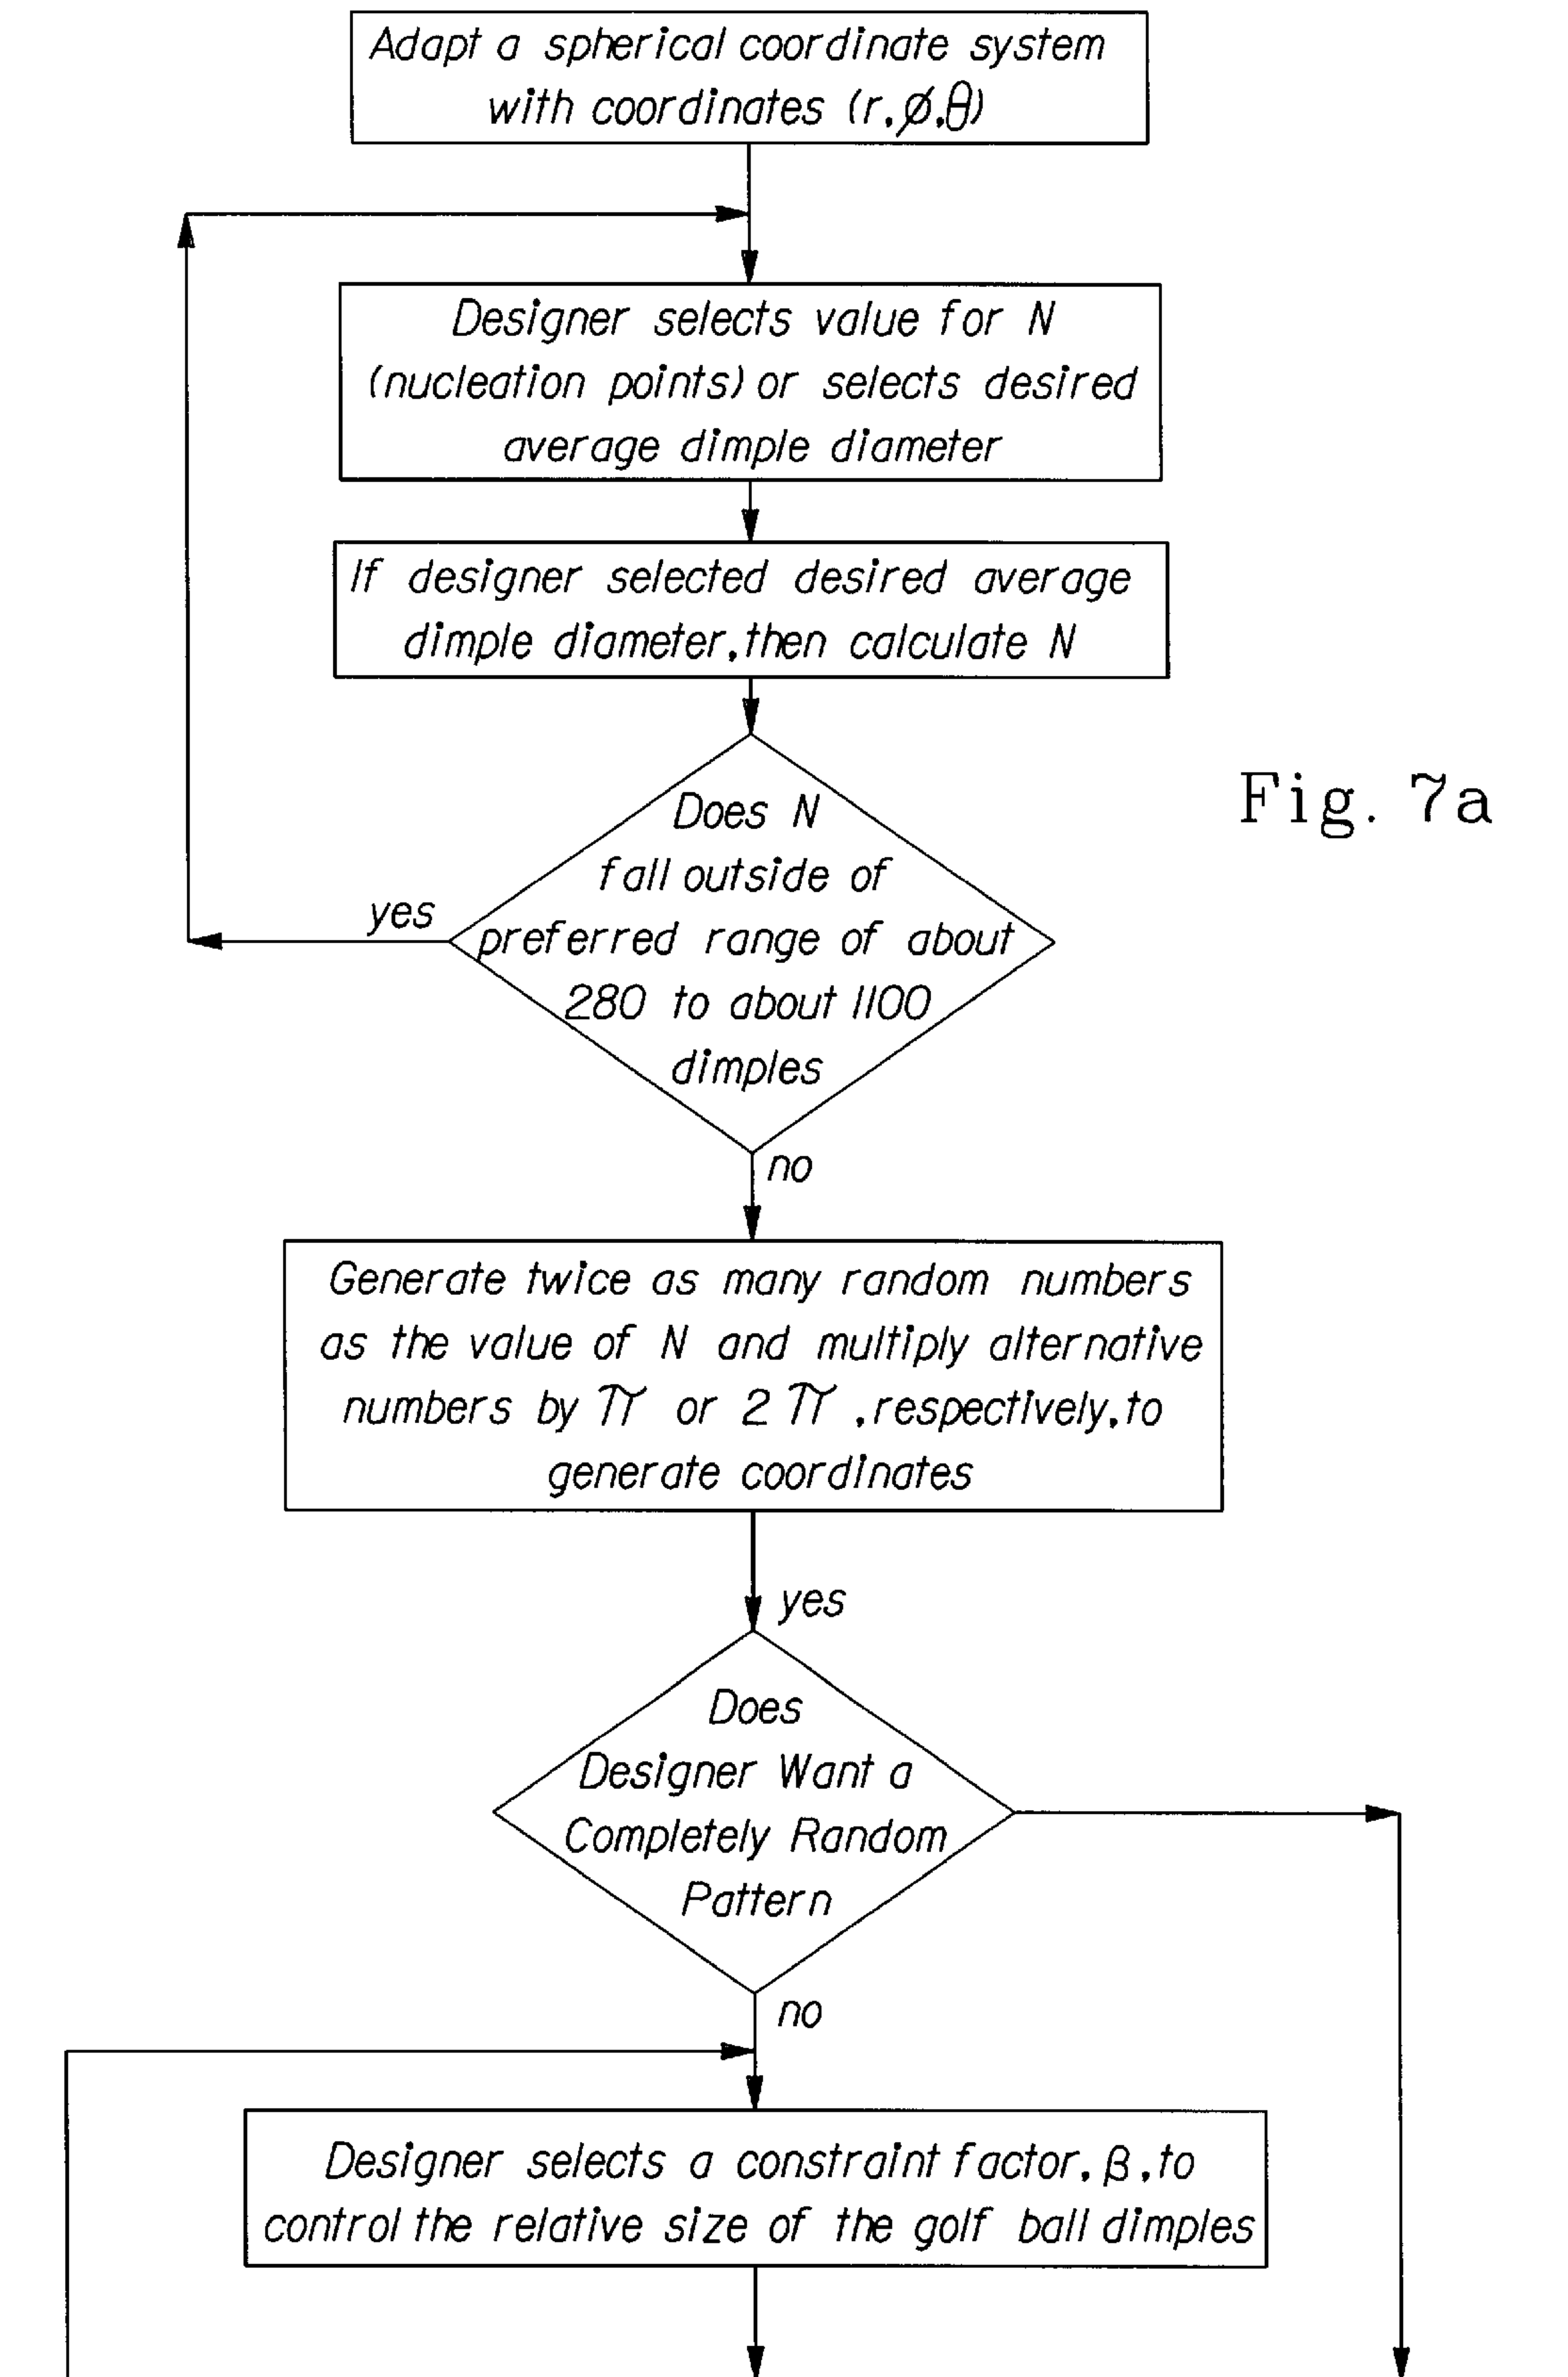 Adapt a spherical coordinate system
with coordinates (r,ø,θ)
Designer selects value for N
(nucleation points) or selects desired
average dimple diameter
If designer selected desired average
dimple diameter, then calculate N
Does N
fall outside of
preferred range of about
280 to about 1100
dimples
yes
Fig. 7a
no
Generate twice as many random numbers
as the value of N and multiply alternative
numbers by π or 2π, respectively, to
generate coordinates
yes
Does
Designer Want a
Completely Random
Pattern
no
Designer selects a constraint factor, β, to
control the relative size of the golf ball dimples